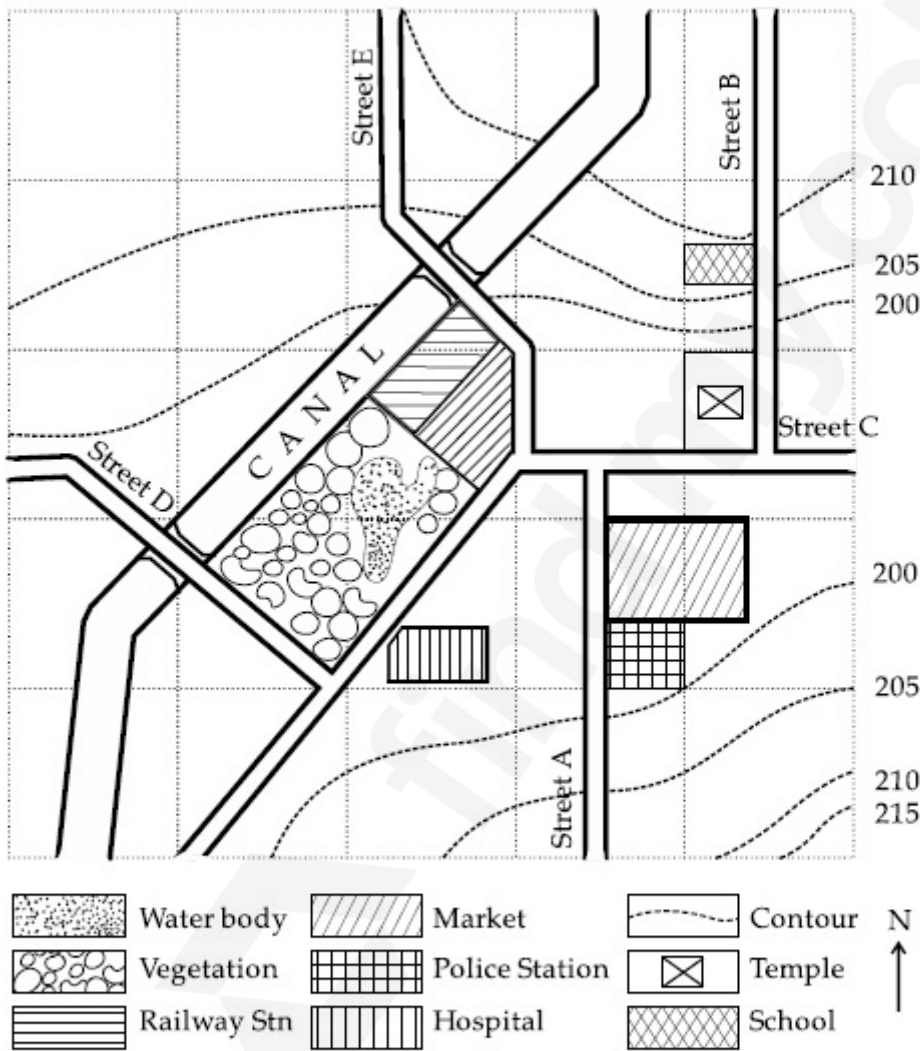 Street E
Street B
210
205
200
CANAL
Street C
Street D
200
205
Street A
210
215
Water body
Market
Contour
N
Vegetation
Police Station
Temple
Railway Stn
Hospital
School